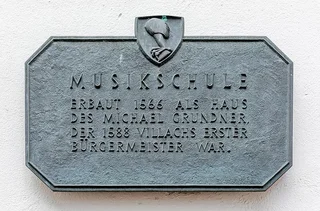 MUSIKSCHULE
ERBAUT 1566 ALS HAUS
DES MICHAEL GRUNDNER,
DER 1588 VILLACHS ERSTER
BÜRGERMEISTER WAR.